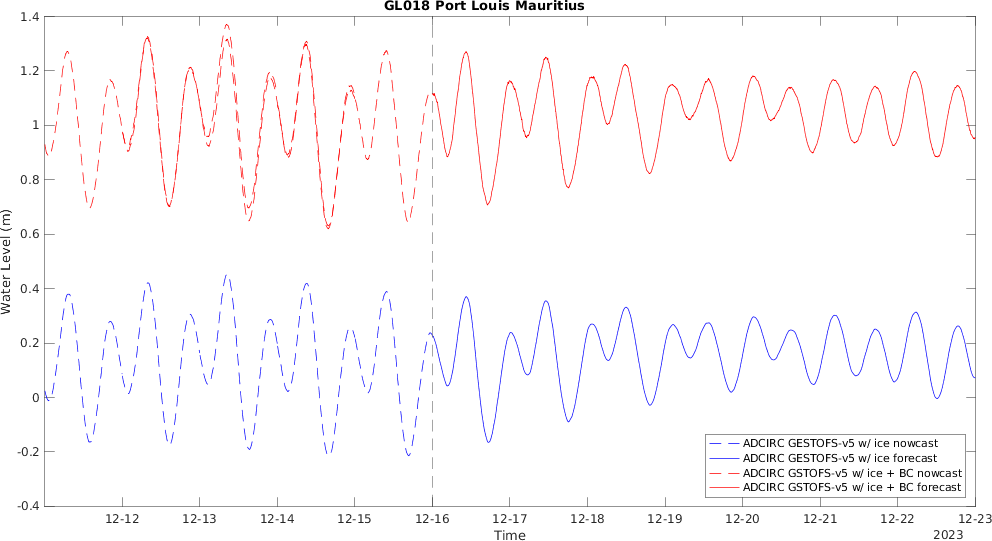 GL018 Port Louis Mauritius
Water Level (m)
1.4
1.2
1
0.8
0.6
0.4
0.2
0
-0.2
-0.4
ADCIRC GESTOFS-v5 w/ ice nowcast
ADCIRC GESTOFS-v5 w/ ice forecast
ADCIRC GSTOFS-v5 w/ ice + BC nowcast
ADCIRC GSTOFS-v5 w/ ice + BC forecast
12-12 12-13 12-14 12-15 12-16 12-17 12-18 12-19 12-20 12-21 12-22 12-23
Time
2023